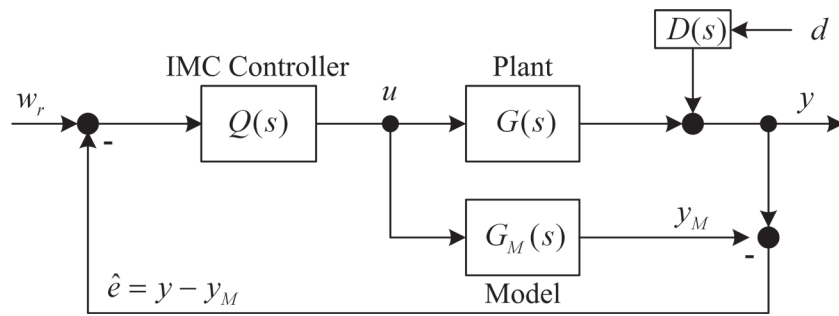 D(s)
d
IMC Controller
Plant
w_r
u
y
Q(s)
G(s)
-
G_M(s)
y_M
-
ê = y − y_M
Model